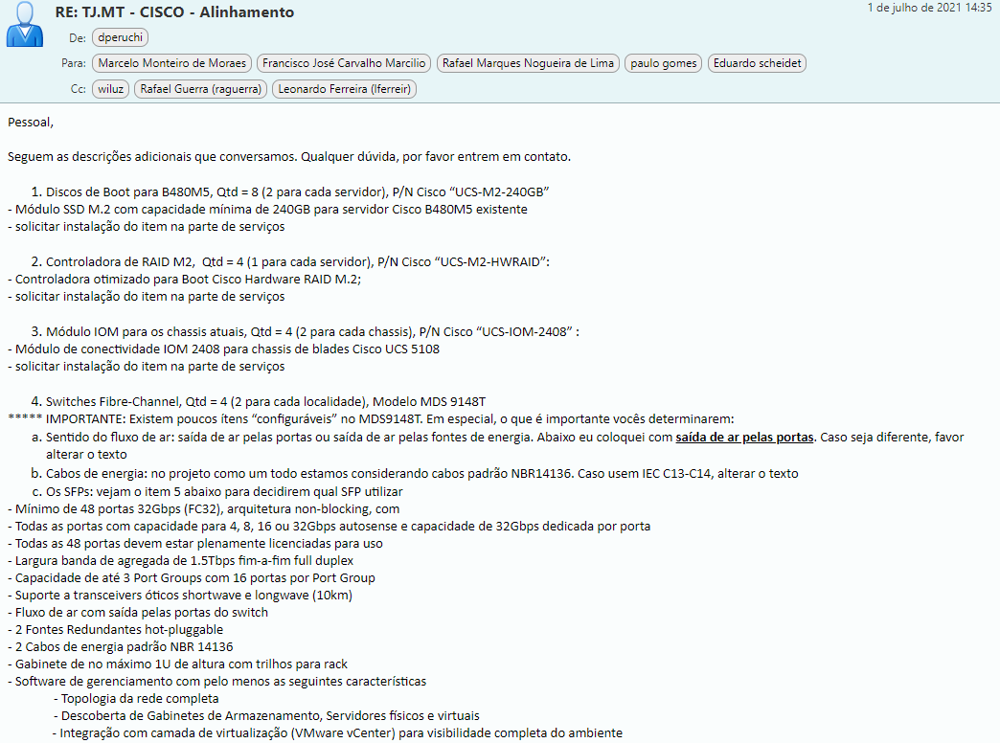 RE: TJ.MT - CISCO - Alinhamento
1 de julho de 2021 14:35
De: dperuchi
Para: Marcelo Monteiro de Moraes Francisco José Carvalho Marcilio Rafael Marques Nogueira de Lima paulo gomes Eduardo scheidet
Cc: wiluz Rafael Guerra (raguerra) Leonardo Ferreira (lferreir)
Pessoal,
Seguem as descrições adicionais que conversamos. Qualquer dúvida, por favor entrem em contato.
1. Discos de Boot para B480M5, Qtd = 8 (2 para cada servidor), P/N Cisco “UCS-M2-240GB”
- Módulo SSD M.2 com capacidade mínima de 240GB para servidor Cisco B480M5 existente
- solicitar instalação do item na parte de serviços
2. Controladora de RAID M2, Qtd = 4 (1 para cada servidor), P/N Cisco “UCS-M2-HWRAID”:
- Controladora otimizado para Boot Cisco Hardware RAID M.2;
- solicitar instalação do item na parte de serviços
3. Módulo IOM para os chassis atuais, Qtd = 4 (2 para cada chassis), P/N Cisco “UCS-IOM-2408” :
- Módulo de conectividade IOM 2408 para chassis de blades Cisco UCS 5108
- solicitar instalação do item na parte de serviços
4. Switches Fibre-Channel, Qtd = 4 (2 para cada localidade), Modelo MDS 9148T
***** IMPORTANTE: Existem poucos ítens “configuráveis” no MDS9148T. Em especial, o que é importante vocês determinarem:
a. Sentido do fluxo de ar: saída de ar pelas portas ou saída de ar pelas fontes de energia. Abaixo eu coloquei com saída de ar pelas portas. Caso seja diferente, favor
alterar o texto
b. Cabos de energia: no projeto como um todo estamos considerando cabos padrão NBR14136. Caso usem IEC C13-C14, alterar o texto
c. Os SFPs: vejam o item 5 abaixo para decidirem qual SFP utilizar
- Mínimo de 48 portas 32Gbps (FC32), arquitetura non-blocking, com
- Todas as portas com capacidade para 4, 8, 16 ou 32Gbps autosense e capacidade de 32Gbps dedicada por porta
- Todas as 48 portas devem estar plenamente licenciadas para uso
- Largura banda de agregada de 1.5Tbps fim-a-fim full duplex
- Capacidade de até 3 Port Groups com 16 portas por Port Group
- Suporte a transceivers óticos shortwave e longwave (10km)
- Fluxo de ar com saída pelas portas do switch
- 2 Fontes Redundantes hot-pluggable
- 2 Cabos de energia padrão NBR 14136
- Gabinete de no máximo 1U de altura com trilhos para rack
- Software de gerenciamento com pelo menos as seguintes características
- Topologia da rede completa
- Descoberta de Gabinetes de Armazenamento, Servidores físicos e virtuais
- Integração com camada de virtualização (VMware vCenter) para visibilidade completa do ambiente